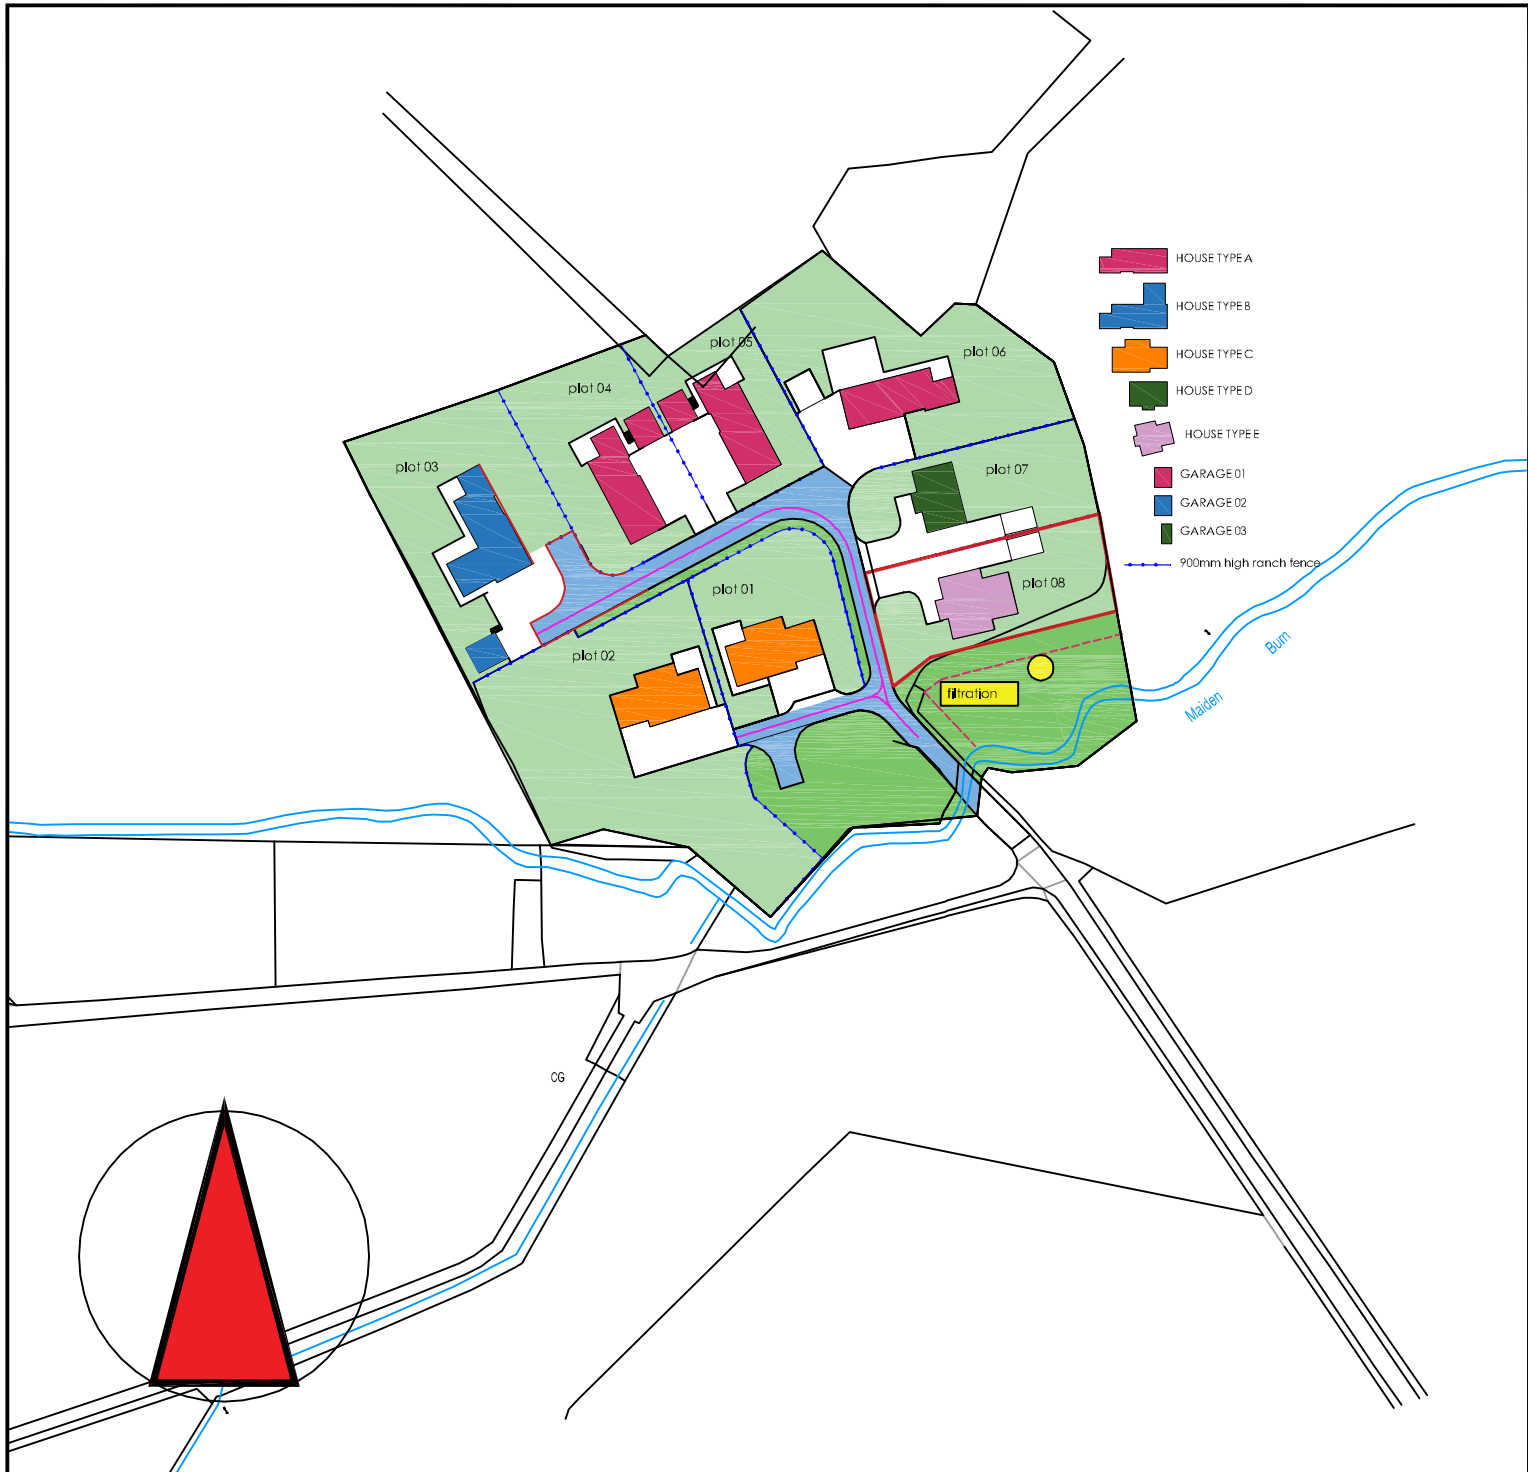 HOUSE TYPE A
HOUSE TYPE B
plot 05
plot 06
HOUSE TYPE C
plot 04
HOUSE TYPE D
HOUSE TYPE E
plot 03
plot 07
GARAGE 01
GARAGE 02
GARAGE 03
900mm high ranch fence
plot 01
plot 08
plot 02
Burn
filtration
Maiden
CG